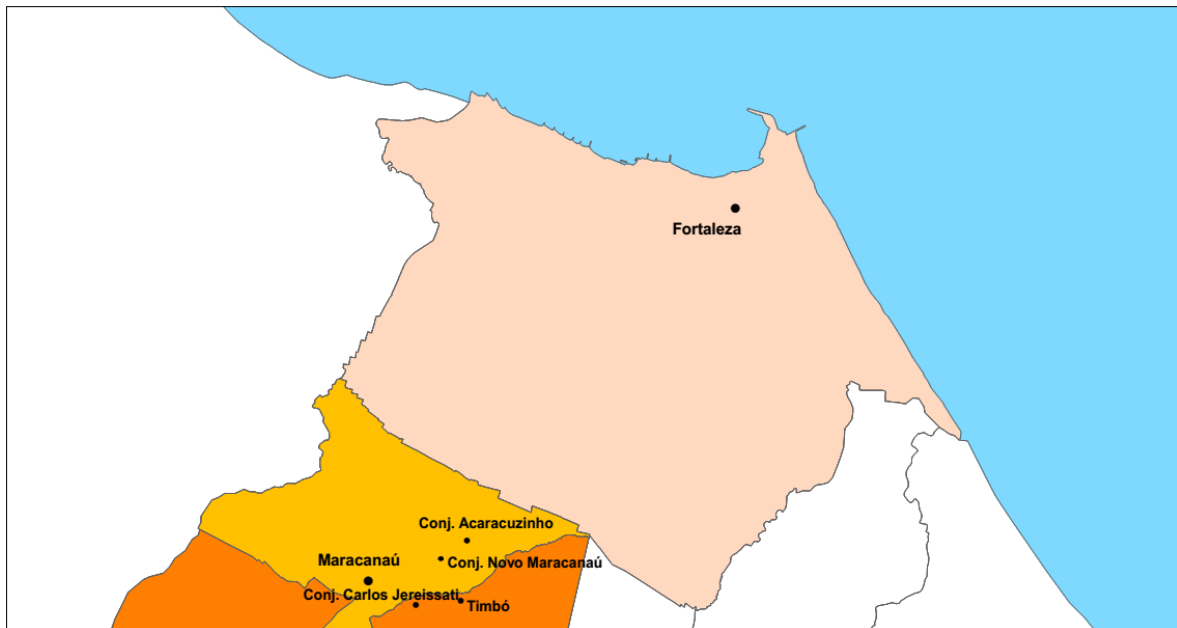 Fortaleza
Conj. Acaracuzinho
Maracanaú
Conj. Novo Maracanaú
Conj. Carlos Jereissati
Timbó